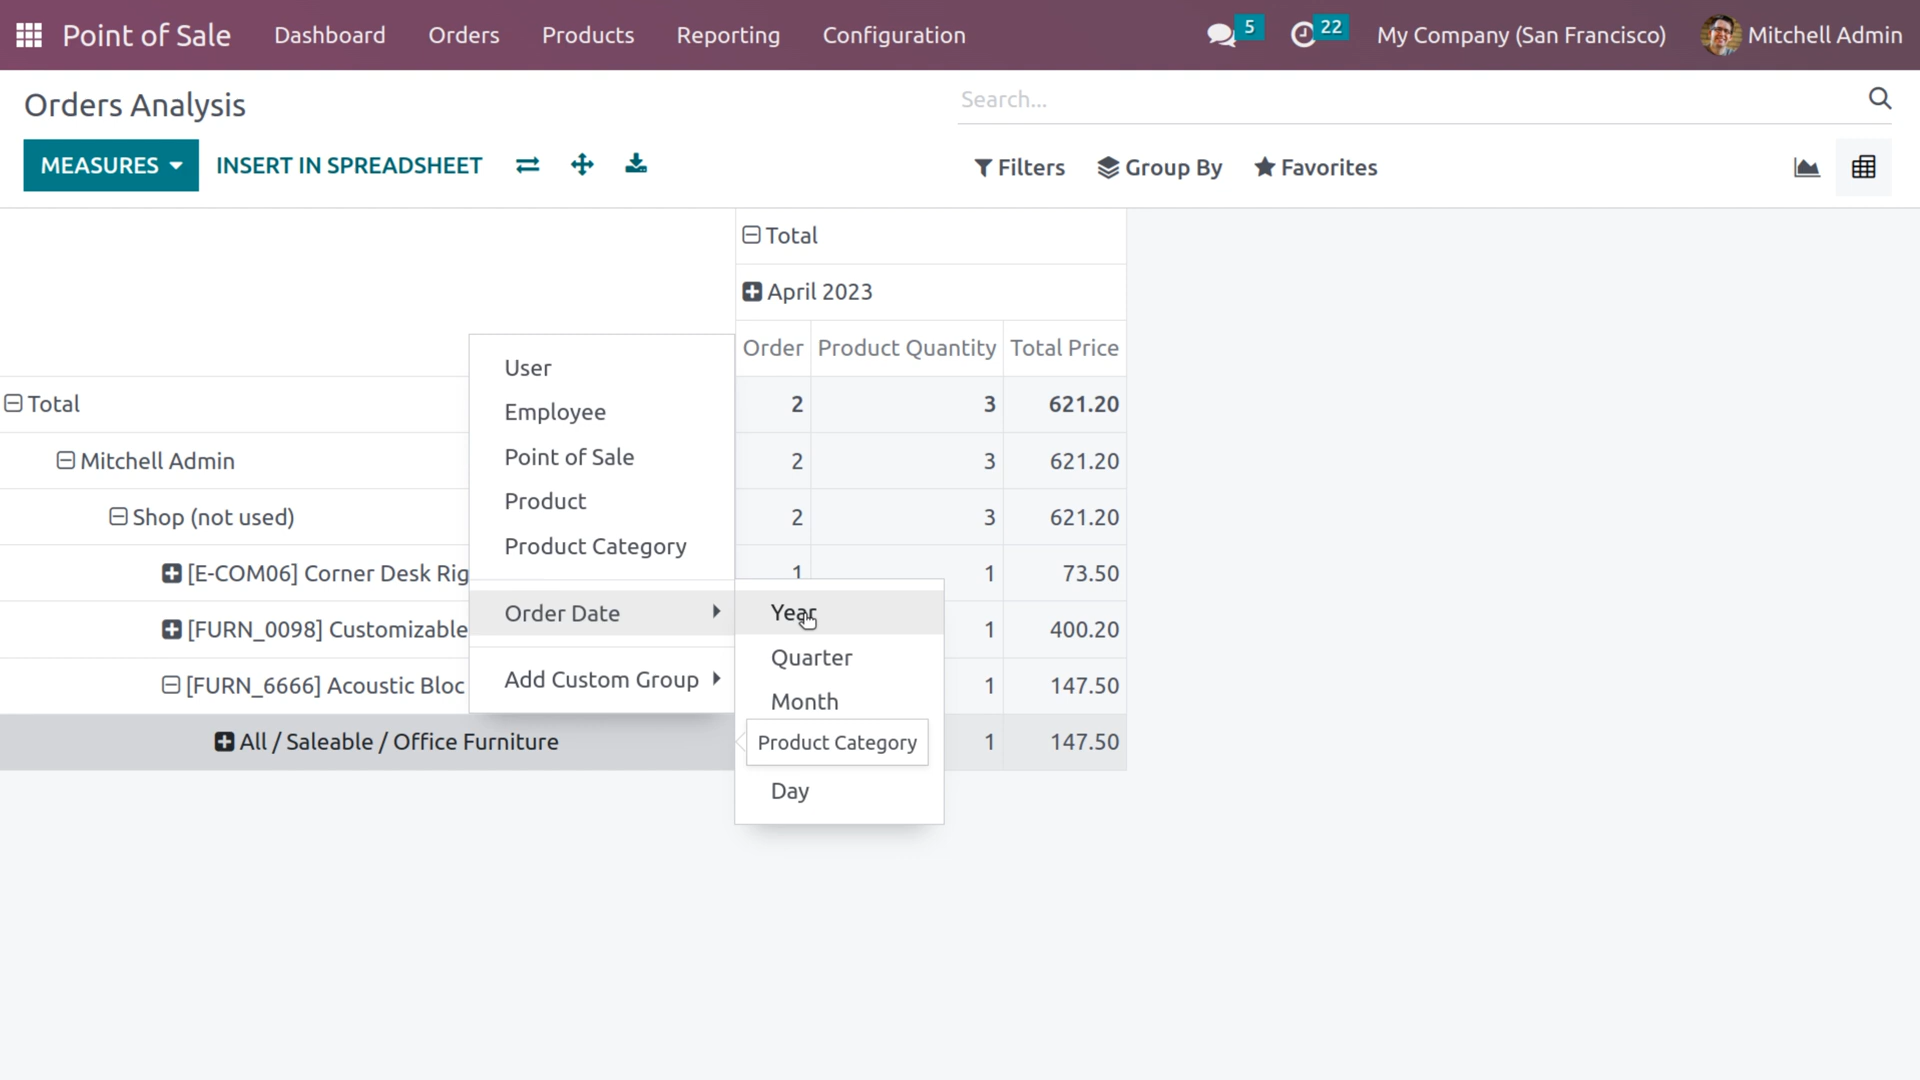 Point of Sale Dashboard Orders Products Reporting Configuration 5 22 My Company (San Francisco) Mitchell Admin
Orders Analysis
Search...
MEASURES INSERT IN SPREADSHEET
Filters Group By Favorites
Total
April 2023
Order Product Quantity Total Price
Total 2 3 621.20
Mitchell Admin 2 3 621.20
Shop (not used) 2 3 621.20
[E-COM06] Corner Desk Rig 1 1 73.50
[FURN_0098] Customizable 1 400.20
[FURN_6666] Acoustic Bloc 1 147.50
All / Saleable / Office Furniture 1 147.50
User
Employee
Point of Sale
Product
Product Category
Order Date
Add Custom Group
Year
Quarter
Month
Product Category
Day